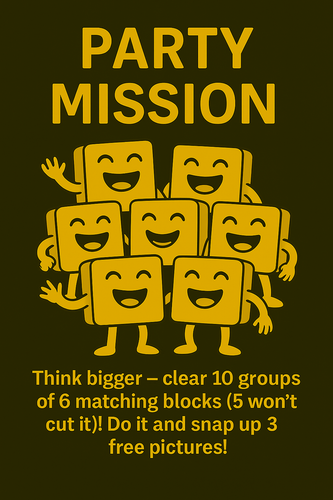 PARTY
MISSION
Think bigger – clear 10 groups
of 6 matching blocks (5 won't
cut it)! Do it and snap up 3
free pictures!